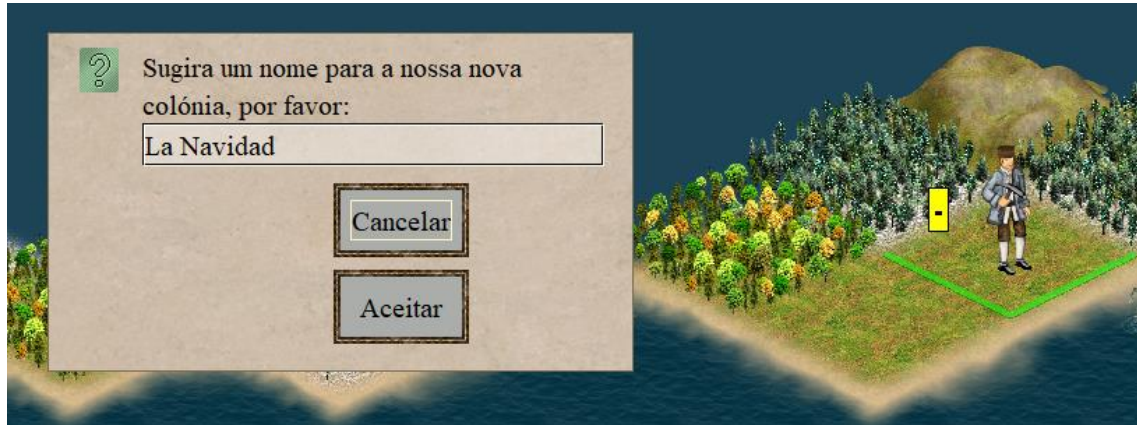 Sugira um nome para a nossa nova
colónia, por favor:
La Navidad
Cancelar
Aceitar
-